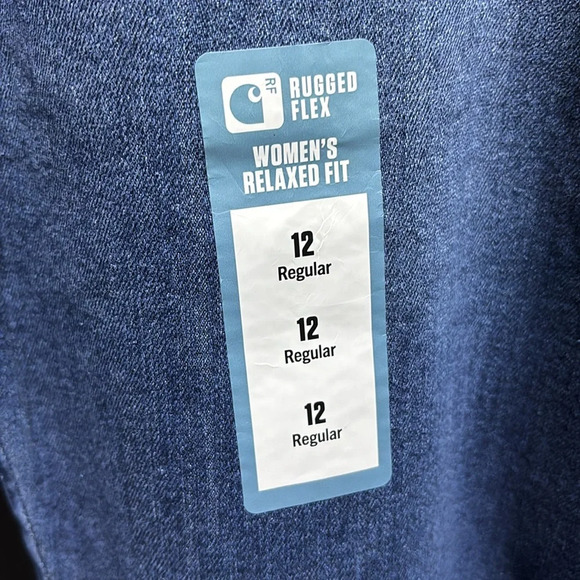 RF
RUGGED
FLEX
WOMEN'S
RELAXED FIT
12
Regular
12
Regular
12
Regular